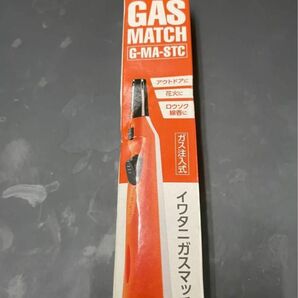 GAS
MATCH
G-MA-STC
アウトドアに
花火に
ロウソク
線香に
ガス注入式
イワタニガスマッ